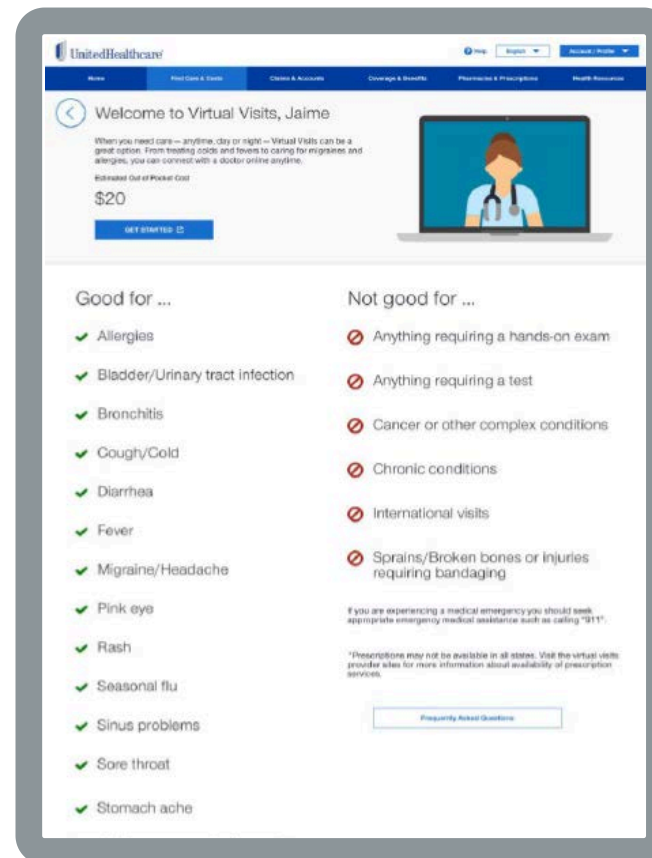 UnitedHealthcare
Help English Account / Profile
Home Find Care & Costs Claims & Accounts Coverage & Benefits Pharmacies & Prescriptions Health Resources
Welcome to Virtual Visits, Jaime
When you need care — anytime, day or night — Virtual Visits can be a
great option. From treating colds and fevers to caring for migraines and
allergies, you can connect with a doctor online anytime.
Estimated Out of Pocket Cost
$20
GET STARTED
Good for ...
Allergies
Bladder/Urinary tract infection
Bronchitis
Cough/Cold
Diarrhea
Fever
Migraine/Headache
Pink eye
Rash
Seasonal flu
Sinus problems
Sore throat
Stomach ache
Not good for ...
Anything requiring a hands-on exam
Anything requiring a test
Cancer or other complex conditions
Chronic conditions
International visits
Sprains/Broken bones or injuries
requiring bandaging
If you are experiencing a medical emergency you should seek
appropriate emergency medical assistance such as calling "911".
*Prescriptions may not be available in all states. Visit the virtual visits
provider sites for more information about availability of prescription
services.
Frequently Asked Questions